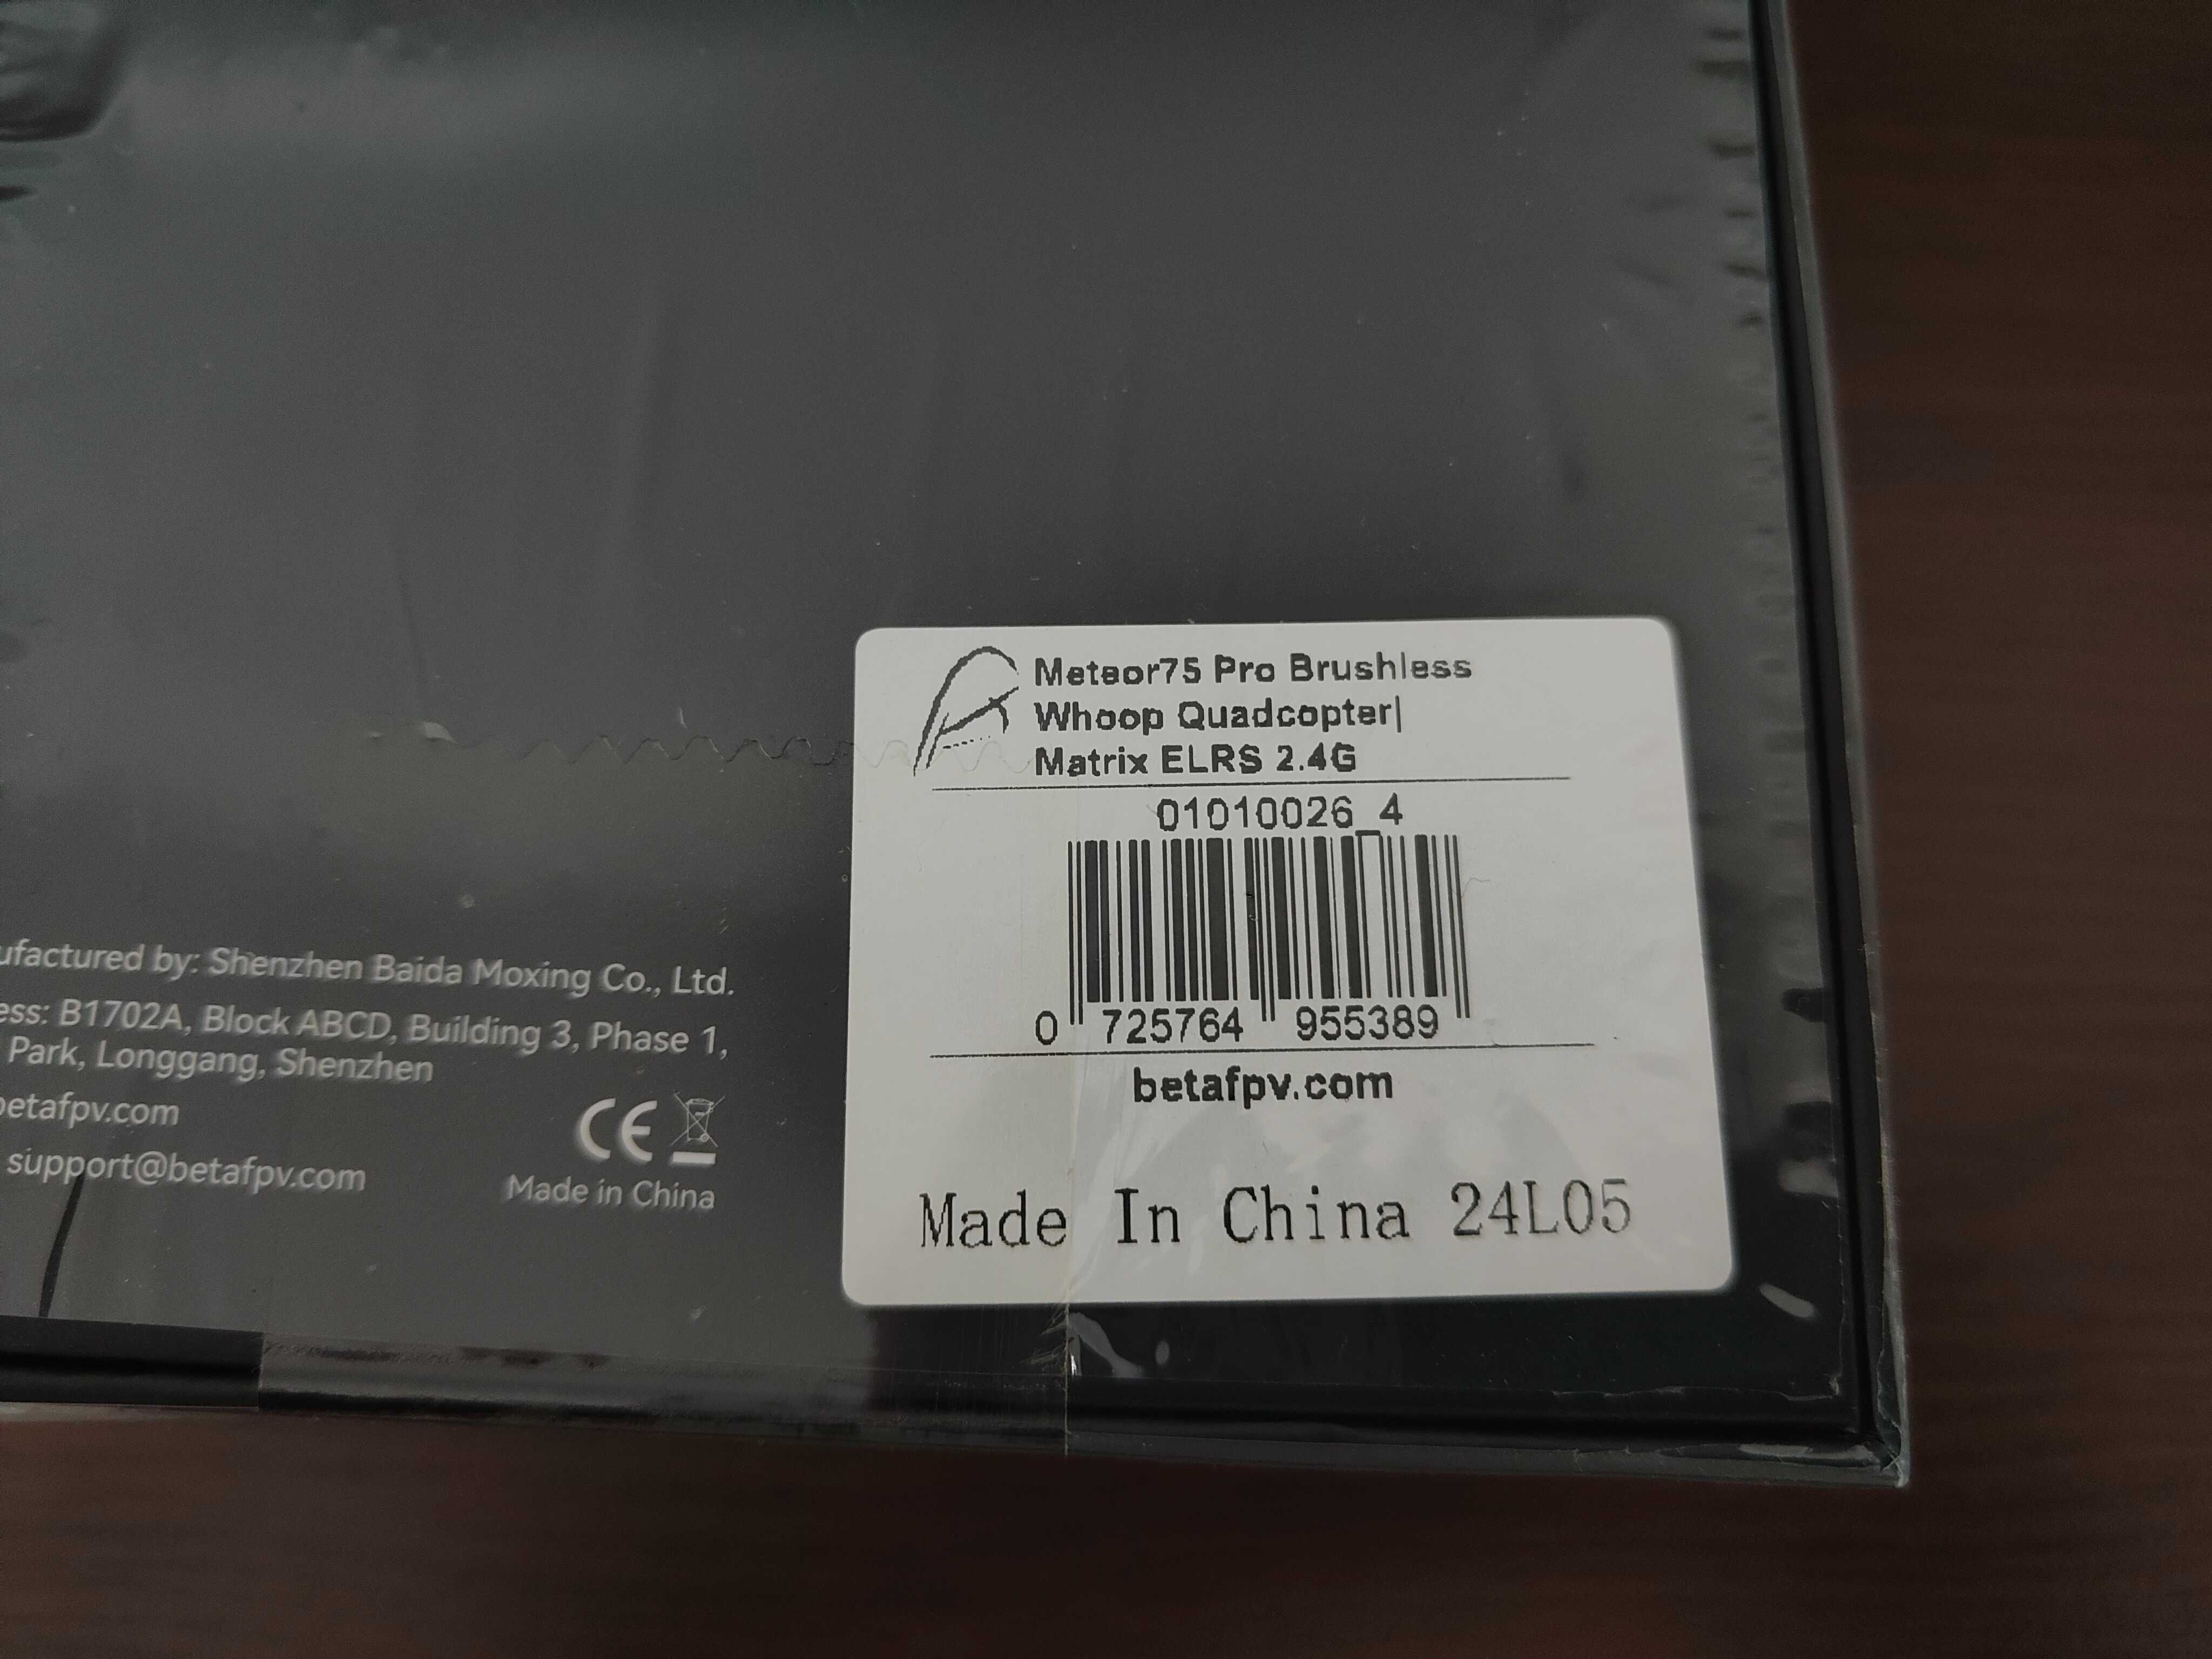 Meteor75 Pro Brushless
Whoop Quadcopter|
Matrix ELRS 2.4G
01010026_4
0 725764 955389
betafpv.com
Made In China 24L05
ufactured by: Shenzhen Baida Moxing Co., Ltd.
ess: B1702A, Block ABCD, Building 3, Phase 1,
Park, Longgang, Shenzhen
betafpv.com
support@betafpv.com
CE
Made in China